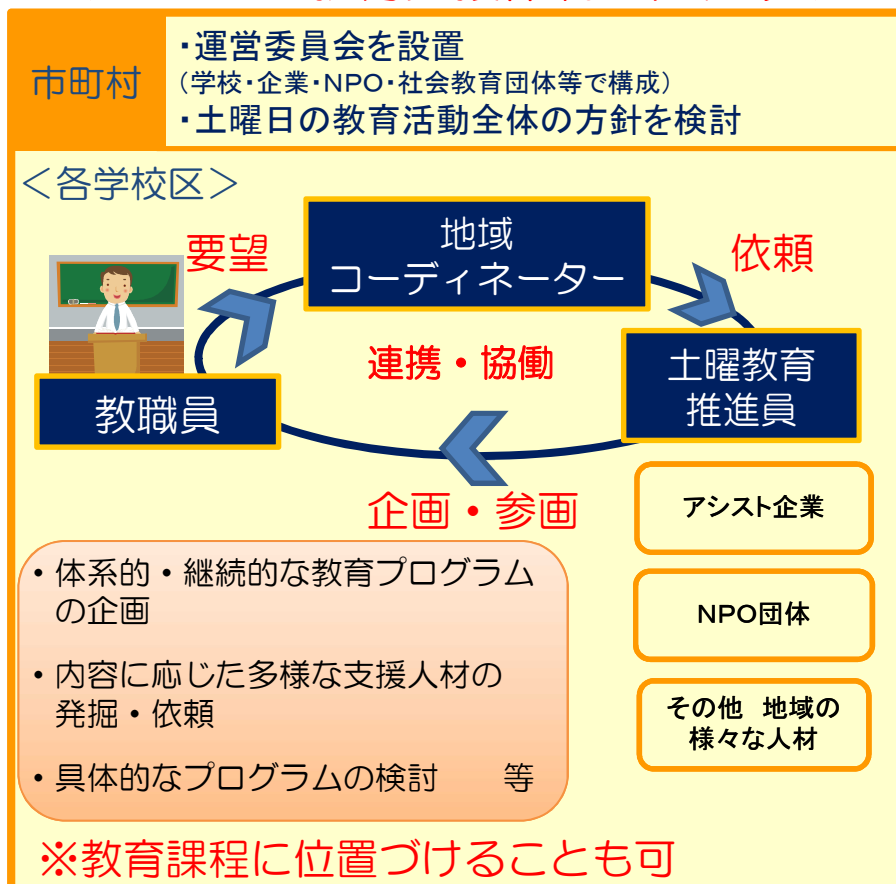 市町村
・運営委員会を設置
(学校・企業・NPO・社会教育団体等で構成)
・土曜日の教育活動全体の方針を検討
＜各学校区＞
要望
地域
コーディネーター
依頼
連携・協働
教職員
土曜教育
推進員
企画・参画
アシスト企業
NPO団体
その他　地域の
様々な人材
・体系的・継続的な教育プログラム
の企画
・内容に応じた多様な支援人材の
発掘・依頼
・具体的なプログラムの検討　　等
※教育課程に位置づけることも可